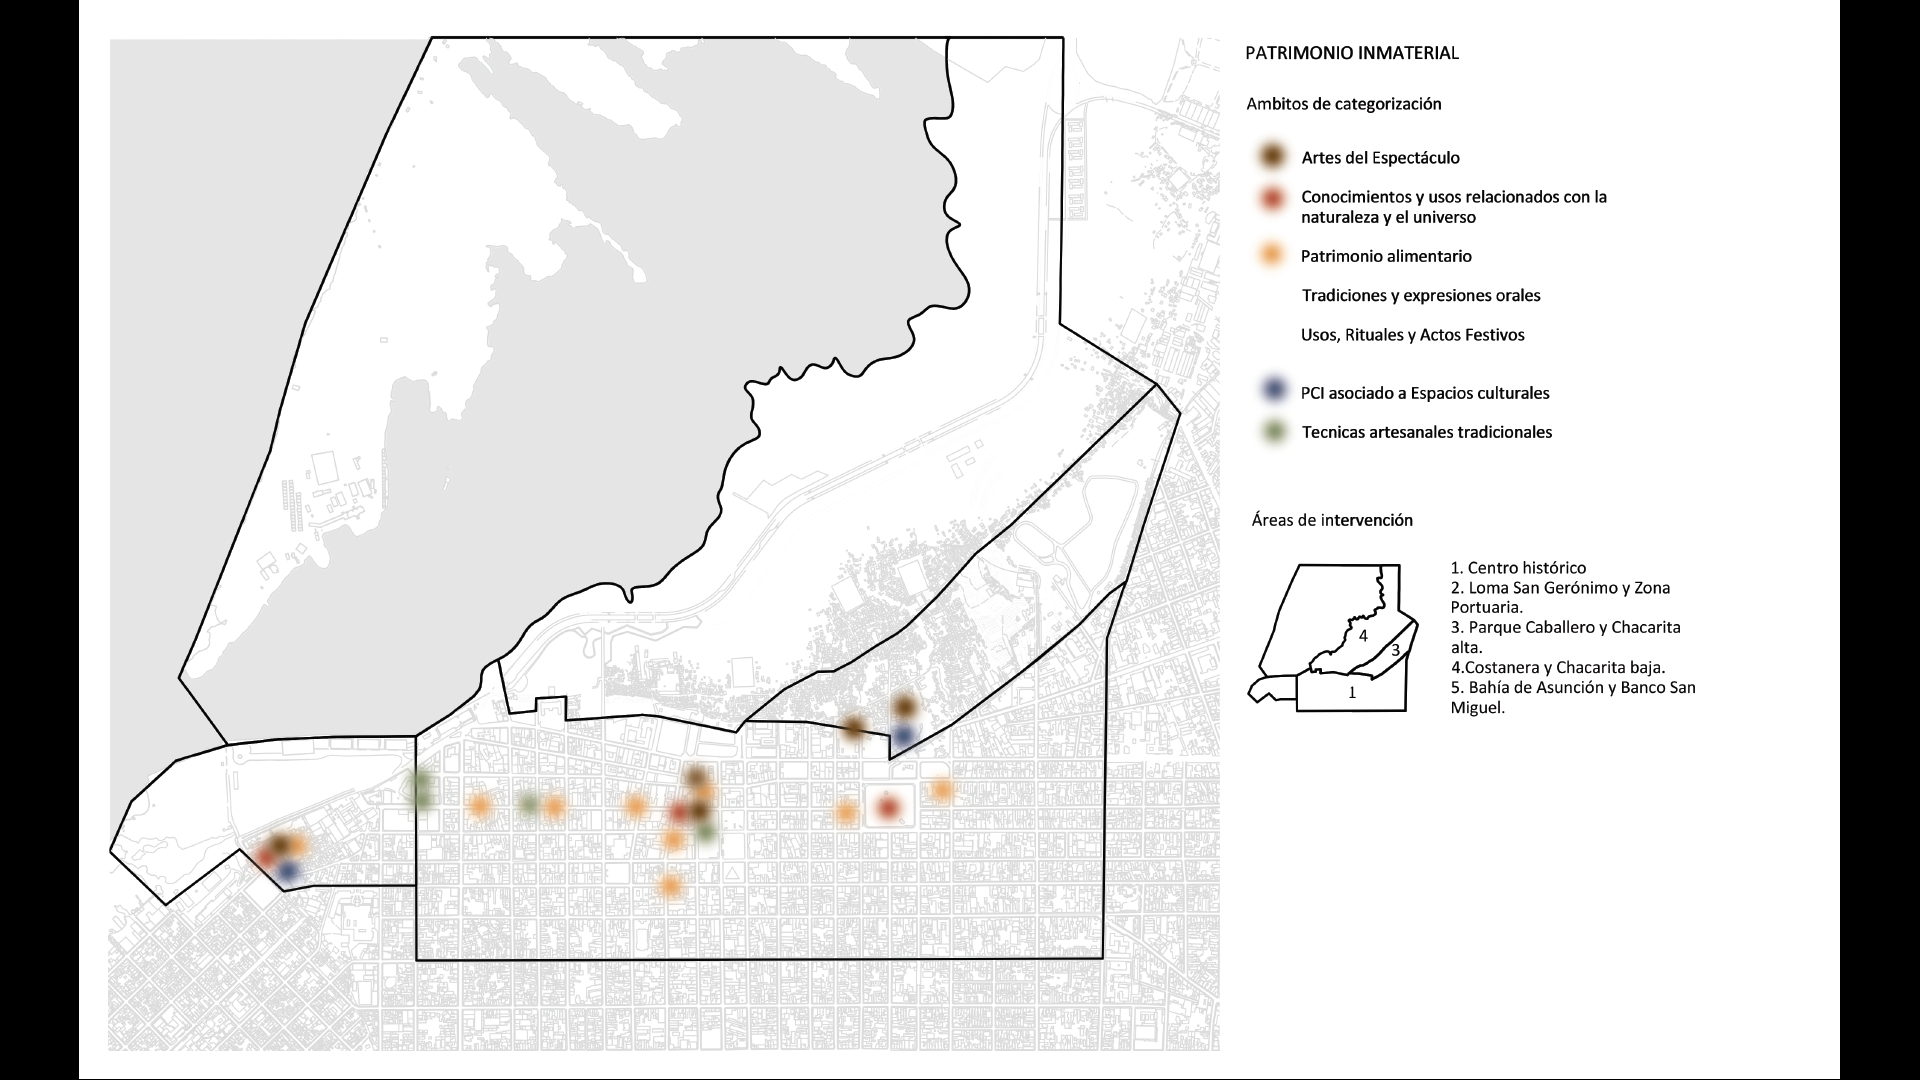 PATRIMONIO INMATERIAL
Ambitos de categorización
Artes del Espectáculo
Conocimientos y usos relacionados con la
naturaleza y el universo
Patrimonio alimentario
Tradiciones y expresiones orales
Usos, Rituales y Actos Festivos
PCI asociado a Espacios culturales
Tecnicas artesanales tradicionales
Áreas de intervención
4
3
1
1. Centro histórico
2. Loma San Gerónimo y Zona
Portuaria.
3. Parque Caballero y Chacarita
alta.
4.Costanera y Chacarita baja.
5. Bahía de Asunción y Banco San
Miguel.